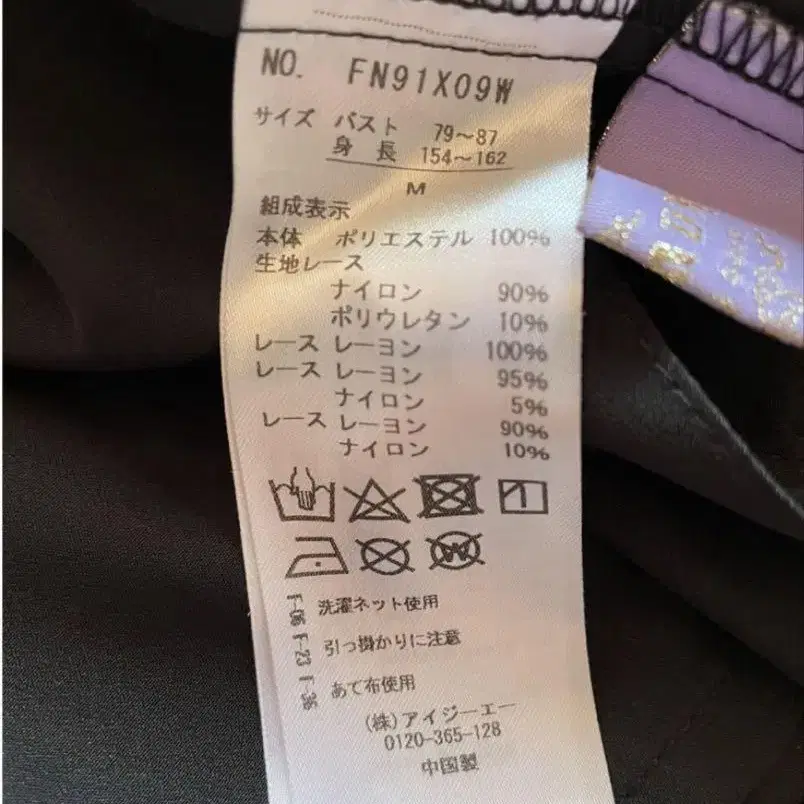 NO. FN91X09W
サイズ バスト 79~87
身長 154~162
M
組成表示
本体 ポリエステル 100%
生地レース
ナイロン 90%
ポリウレタン 10%
レース レーヨン 100%
レース レーヨン 95%
ナイロン 5%
レース レーヨン 90%
ナイロン 10%
W
F-06 洗濯ネット使用
F-23 引っ掛かりに注意
F-36 あて布使用
(株)アイジーエー
0120-365-128
中国製